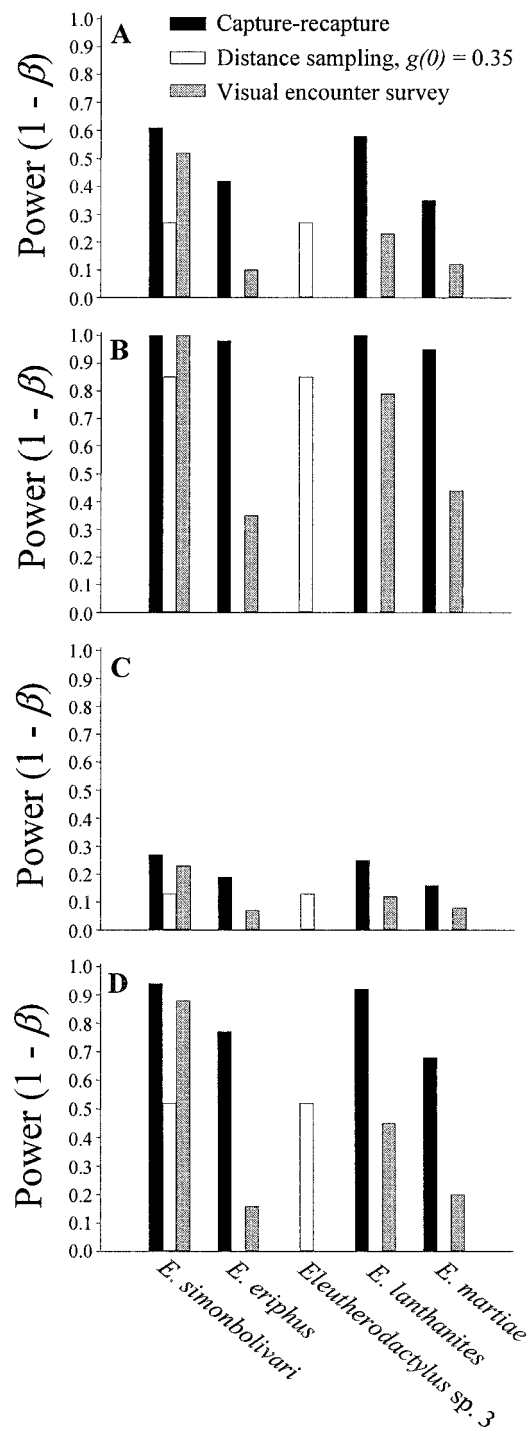 A
Capture-recapture
Distance sampling, g(0) = 0.35
Visual encounter survey
Power (1 - β)
1.0
0.9
0.8
0.7
0.6
0.5
0.4
0.3
0.2
0.1
0.0
B
Power (1 - β)
1.0
0.9
0.8
0.7
0.6
0.5
0.4
0.3
0.2
0.1
0.0
C
Power (1 - β)
1.0
0.9
0.8
0.7
0.6
0.5
0.4
0.3
0.2
0.1
0.0
D
Power (1 - β)
1.0
0.9
0.8
0.7
0.6
0.5
0.4
0.3
0.2
0.1
0.0
E. simonbolivari
E. eriphus
Eleutherodactylus sp. 3
E. lanthanites
E. martiae